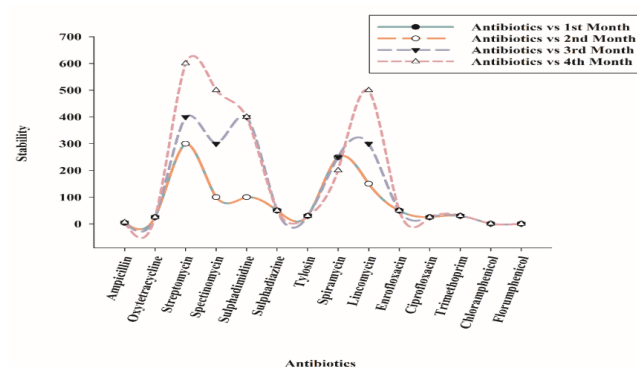 Antibiotics vs 1st Month
Antibiotics vs 2nd Month
Antibiotics vs 3rd Month
Antibiotics vs 4th Month
700
600
500
400
300
200
100
0
Stability
Ampicillin
Oxytetracycline
Streptomycin
Spectinomycin
Sulphadimidine
Sulphadiazine
Tylosin
Spiramycin
Lincomycin
Enrofloxacin
Ciprofloxacin
Trimethoprim
Chloramphenicol
Florumphenicol
Antibiotics